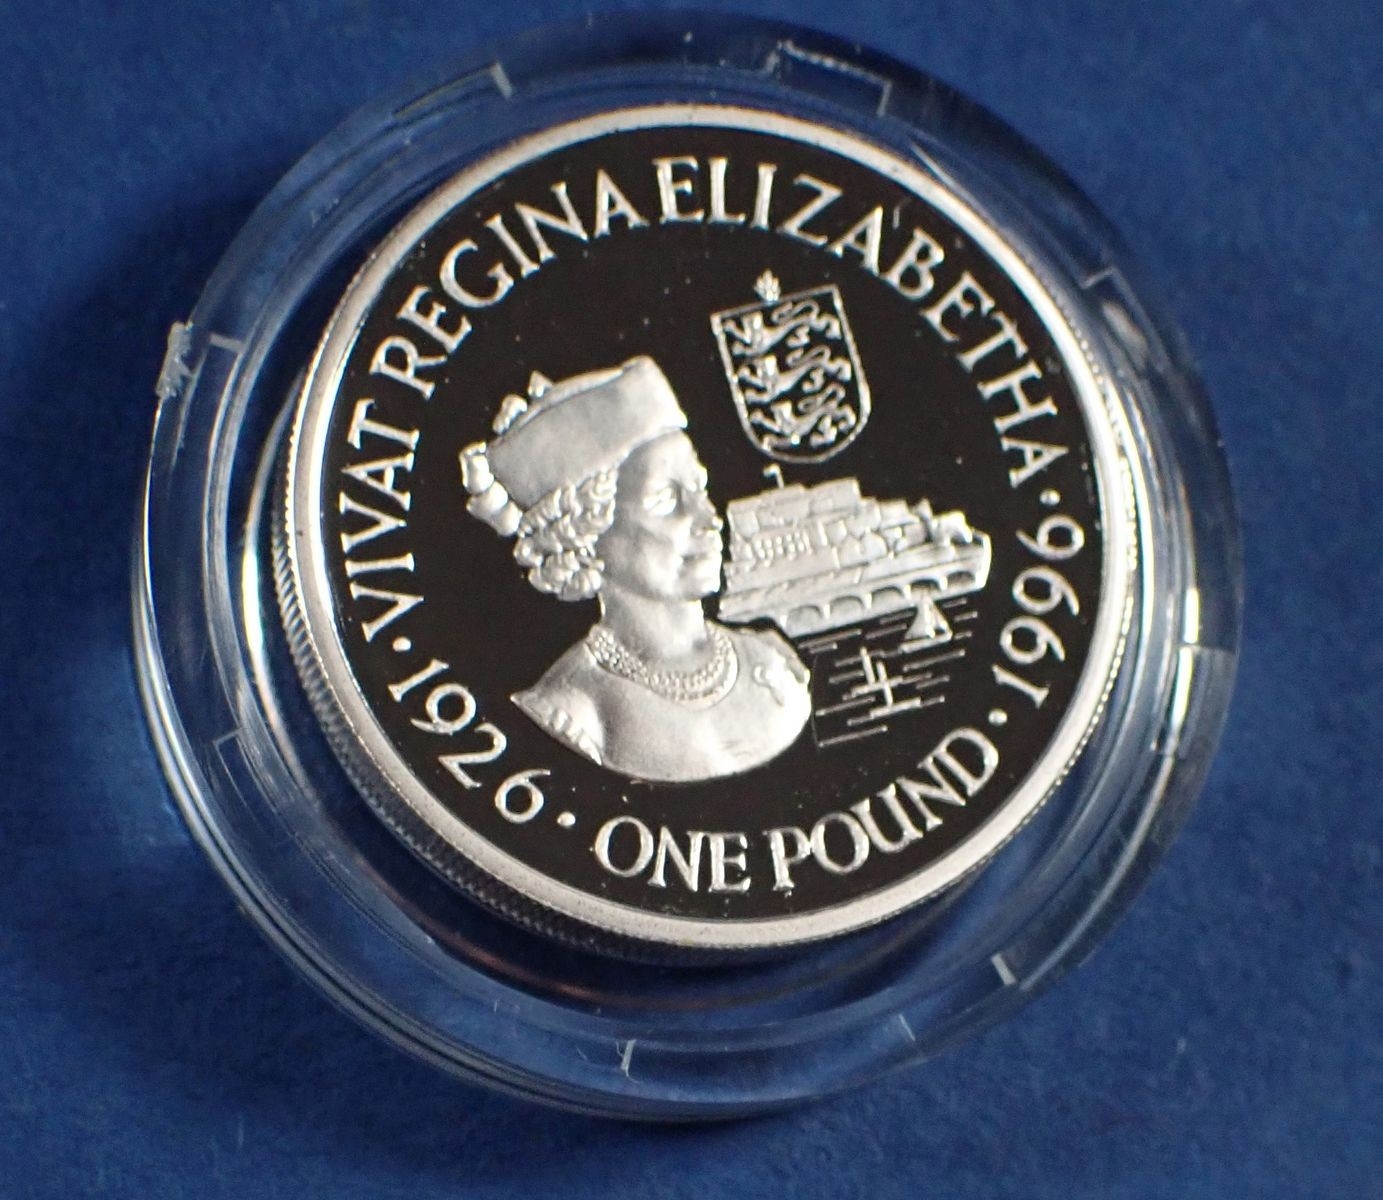 · VIVAT REGINA ELIZABETHA ·
1926 · ONE POUND · 1996